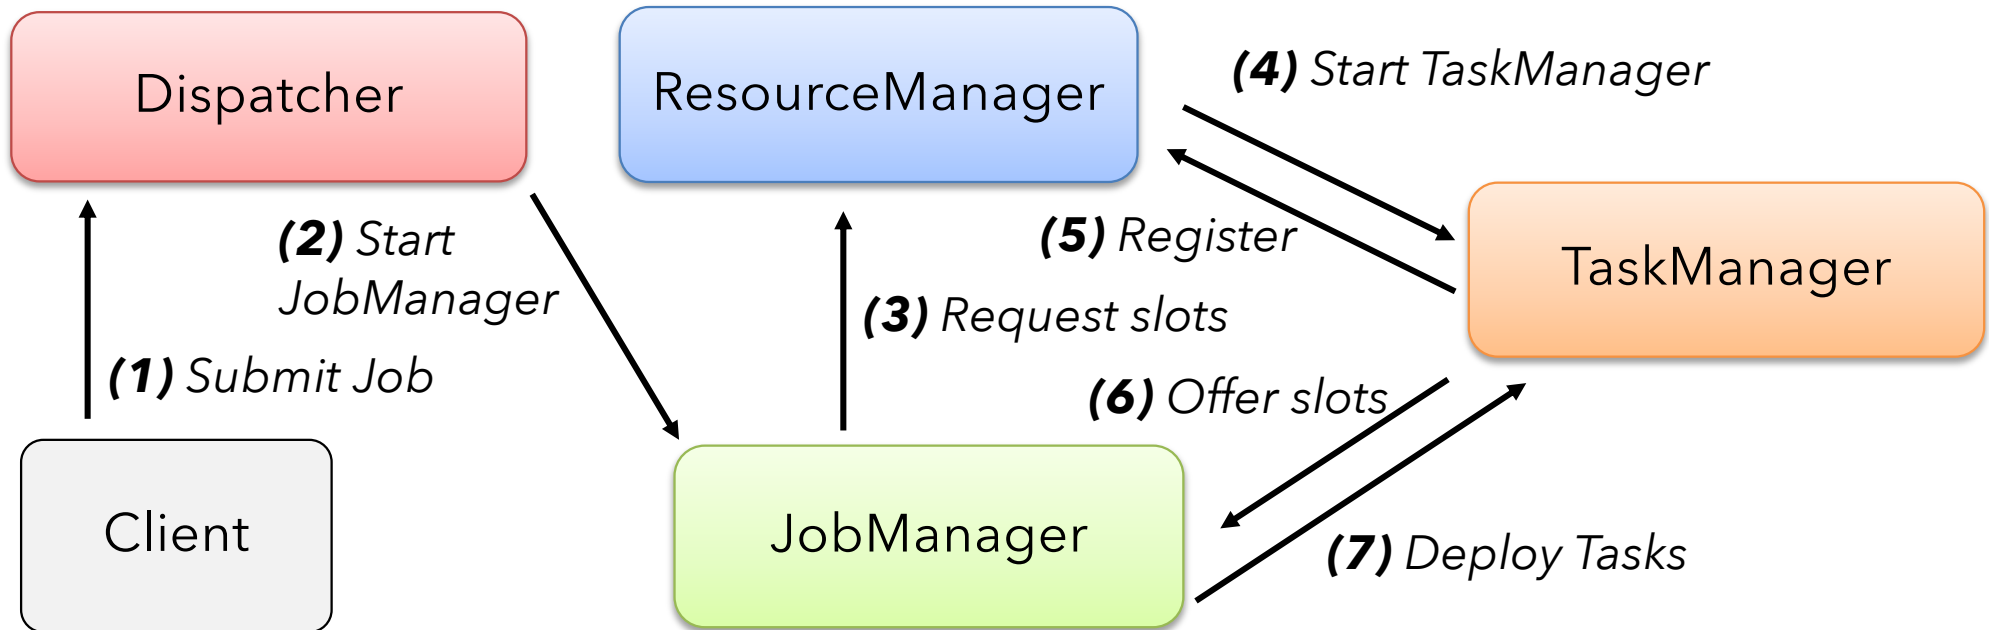 Dispatcher
ResourceManager
(4) Start TaskManager
(2) Start
JobManager
(5) Register
TaskManager
(3) Request slots
(1) Submit Job
(6) Offer slots
Client
JobManager
(7) Deploy Tasks